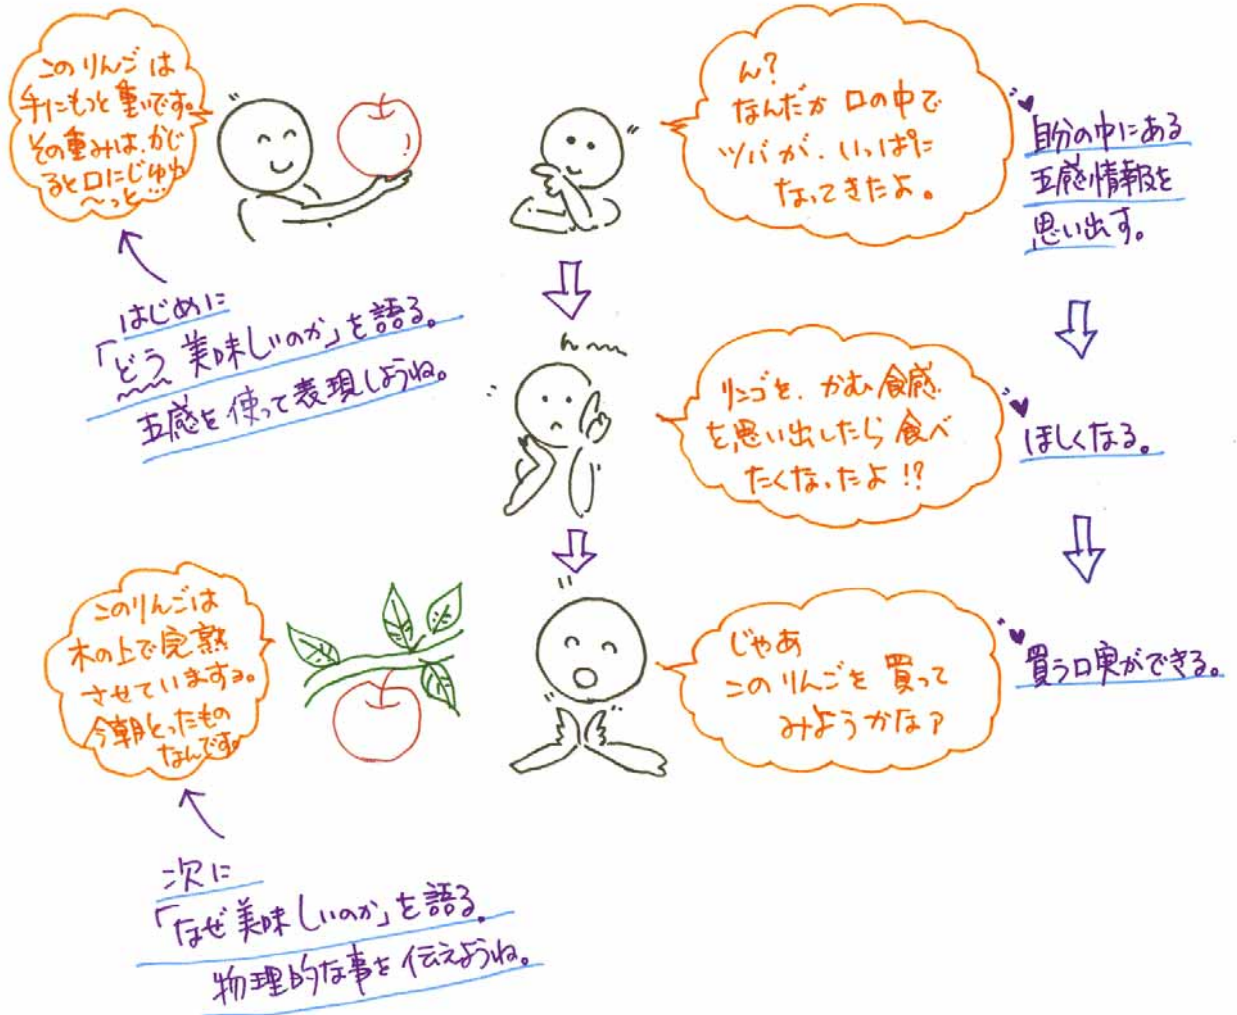 このりんごは
手にもつと重いです。
その重みは、かじ
ると口にじゅわ
〜っと…
はじめに
「どう美味しいのか」を語る。
五感を使って表現しようね。
ん?
なんだか口の中で
ツバが、いっぱいに
なってきたよ。
自分の中にある
五感情報を
思い出す。
ん〜
リンゴを、かむ食感
を思い出したら食べ
たくなったよ!?
ほしくなる。
このりんごは
木の上で完熟
させていますョ。
今朝とったもの
なんです。
次に
「なぜ美味しいのか」を語る。
物理的な事を伝えようね。
じゃあ
このりんごを買って
みようかなァ
買う口実ができる。